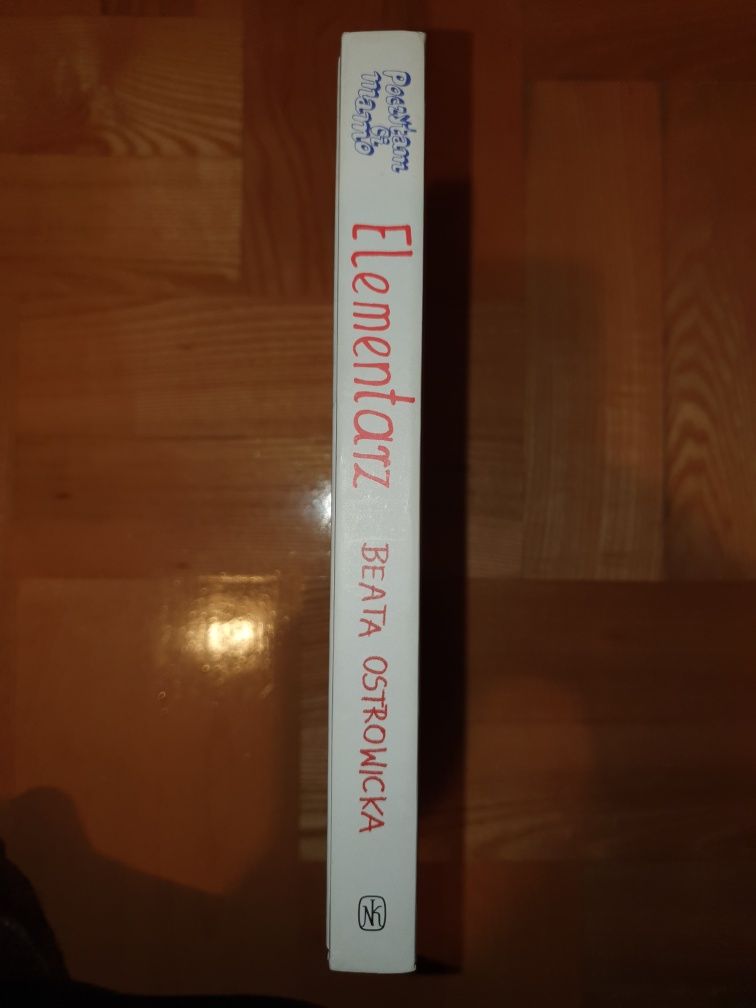 Poczytam
Ci
mamo
Elementarz BEATA OSTROWICKA
NK